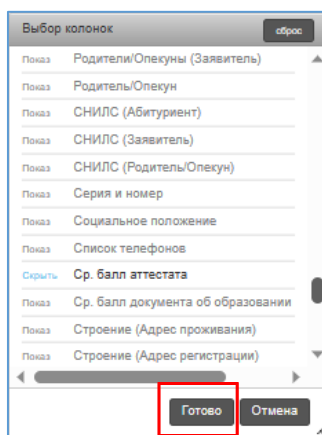 Выбор колонок сброс
Показ Родители/Опекуны (Заявитель)
Показ Родитель/Опекун
Показ СНИЛС (Абитуриент)
Показ СНИЛС (Заявитель)
Показ СНИЛС (Родитель/Опекун)
Показ Серия и номер
Показ Социальное положение
Показ Список телефонов
Скрыть Ср. балл аттестата
Показ Ср. балл документа об образовании
Показ Строение (Адрес проживания)
Показ Строение (Адрес регистрации)
Готово Отмена